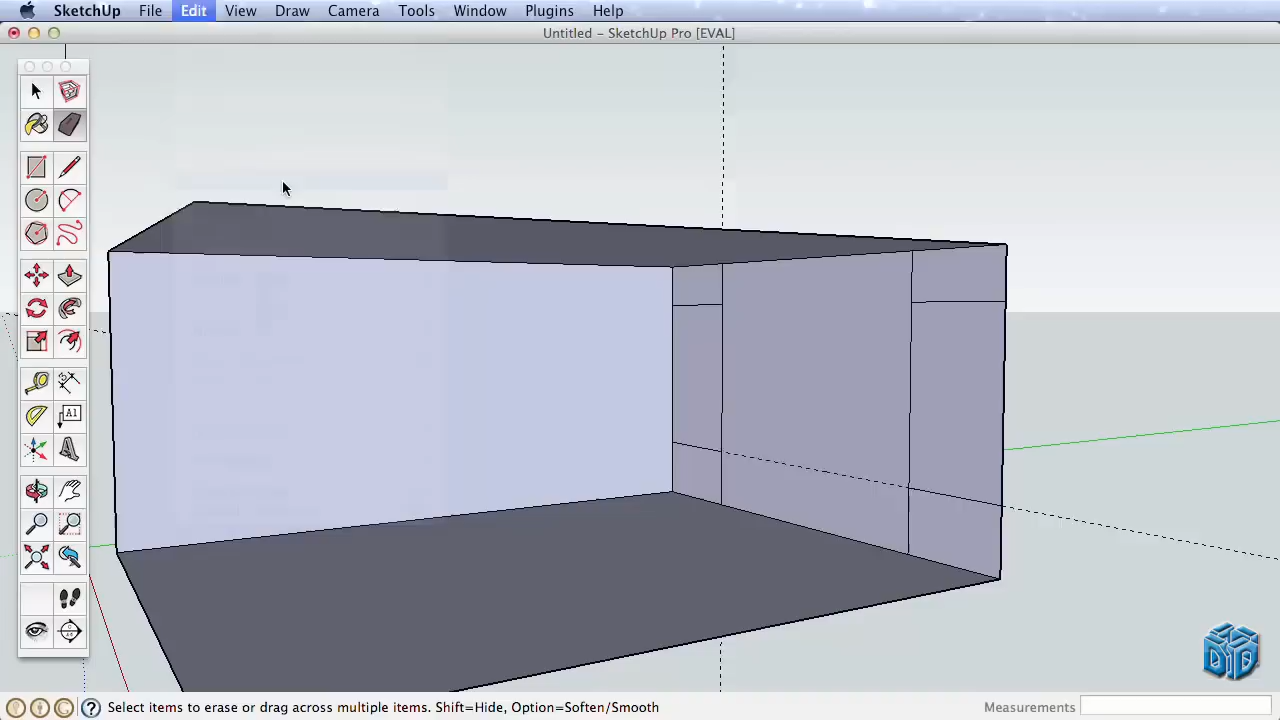 SketchUp File Edit View Draw Camera Tools Window Plugins Help
Untitled – SketchUp Pro [EVAL]
A1
Select items to erase or drag across multiple items. Shift=Hide, Option=Soften/Smooth
Measurements